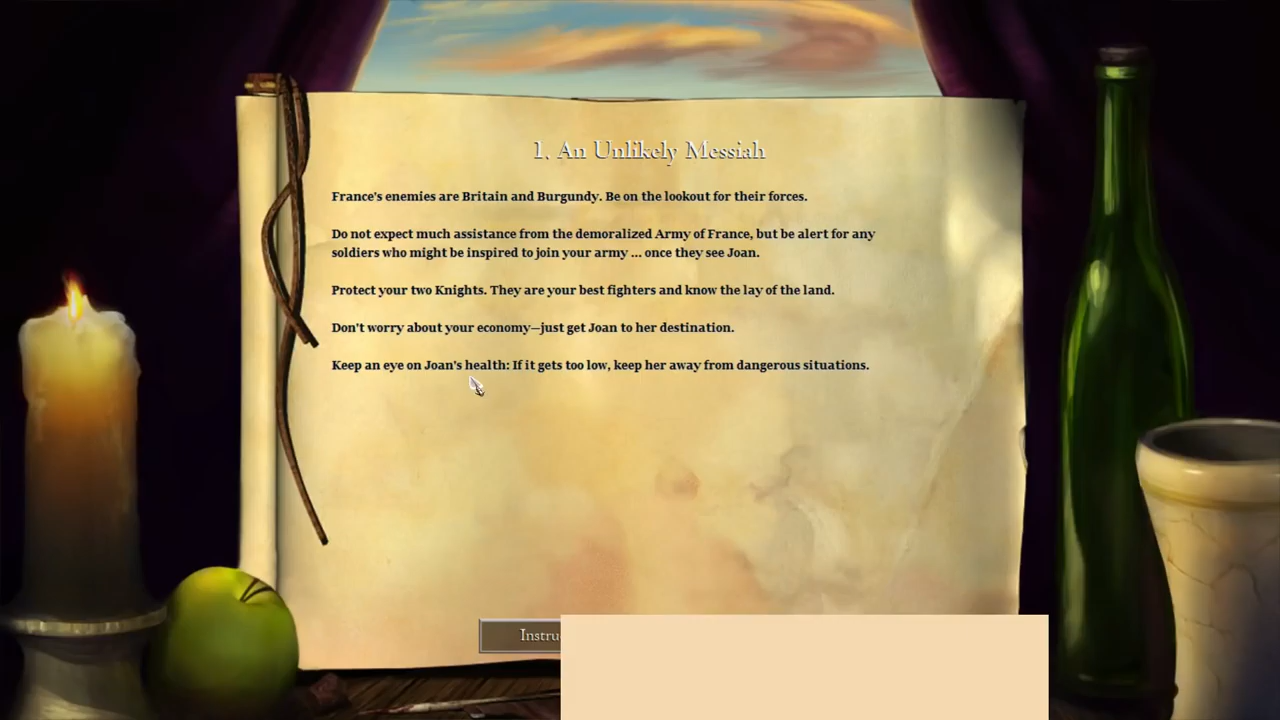 1. An Unlikely Messiah
France's enemies are Britain and Burgundy. Be on the lookout for their forces.
Do not expect much assistance from the demoralized Army of France, but be alert for any
soldiers who might be inspired to join your army ... once they see Joan.
Protect your two Knights. They are your best fighters and know the lay of the land.
Don't worry about your economy—just get Joan to her destination.
Keep an eye on Joan's health: If it gets too low, keep her away from dangerous situations.